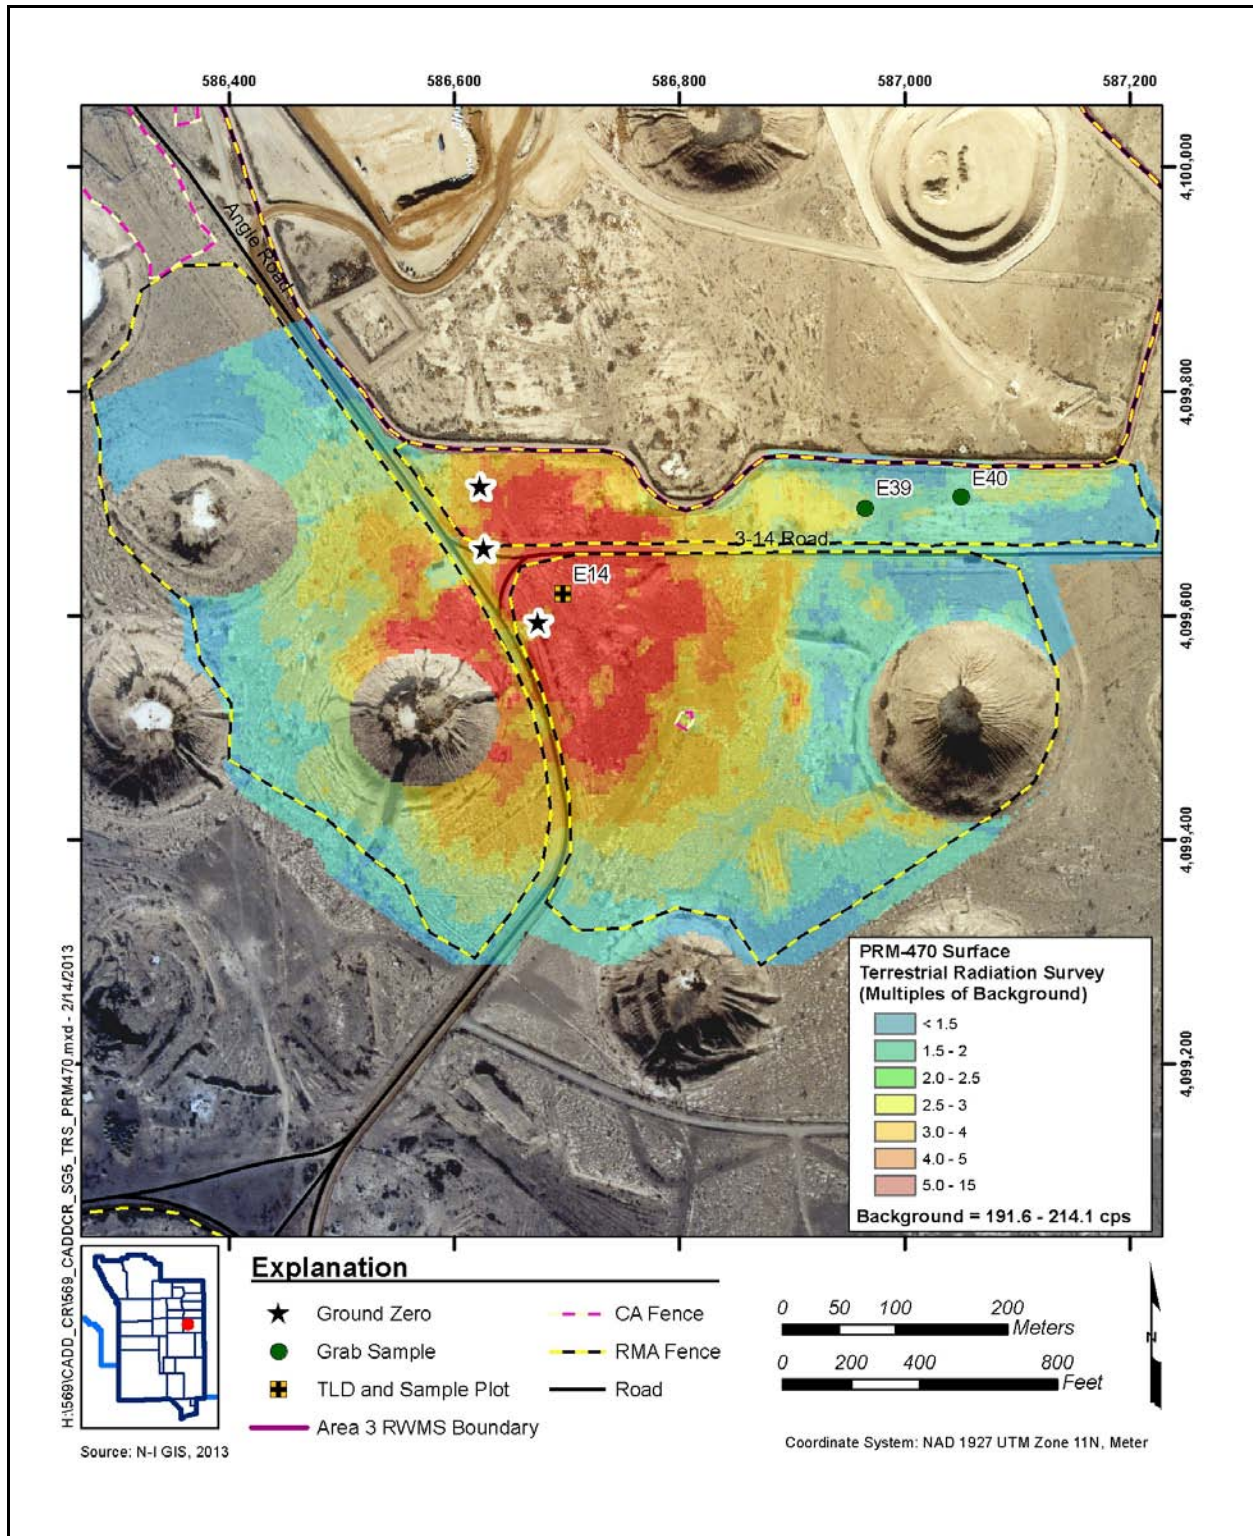 586,400
586,600
586,800
587,000
587,200
4,100,000
4,099,800
4,099,600
4,099,400
4,099,200
Angle Road
E39
E40
3-14 Road
E14
PRM-470 Surface
Terrestrial Radiation Survey
(Multiples of Background)
< 1.5
1.5 - 2
2.0 - 2.5
2.5 - 3
3.0 - 4
4.0 - 5
5.0 - 15
Background = 191.6 - 214.1 cps
H:\569\CADD_CR\569_CADDCR_SG5_TRS_PRM470.mxd - 2/14/2013
Explanation
Ground Zero
Grab Sample
TLD and Sample Plot
Area 3 RWMS Boundary
CA Fence
RMA Fence
Road
0 50 100 200
Meters
0 200 400 800
Feet
N
Source: N-I GIS, 2013
Coordinate System: NAD 1927 UTM Zone 11N, Meter